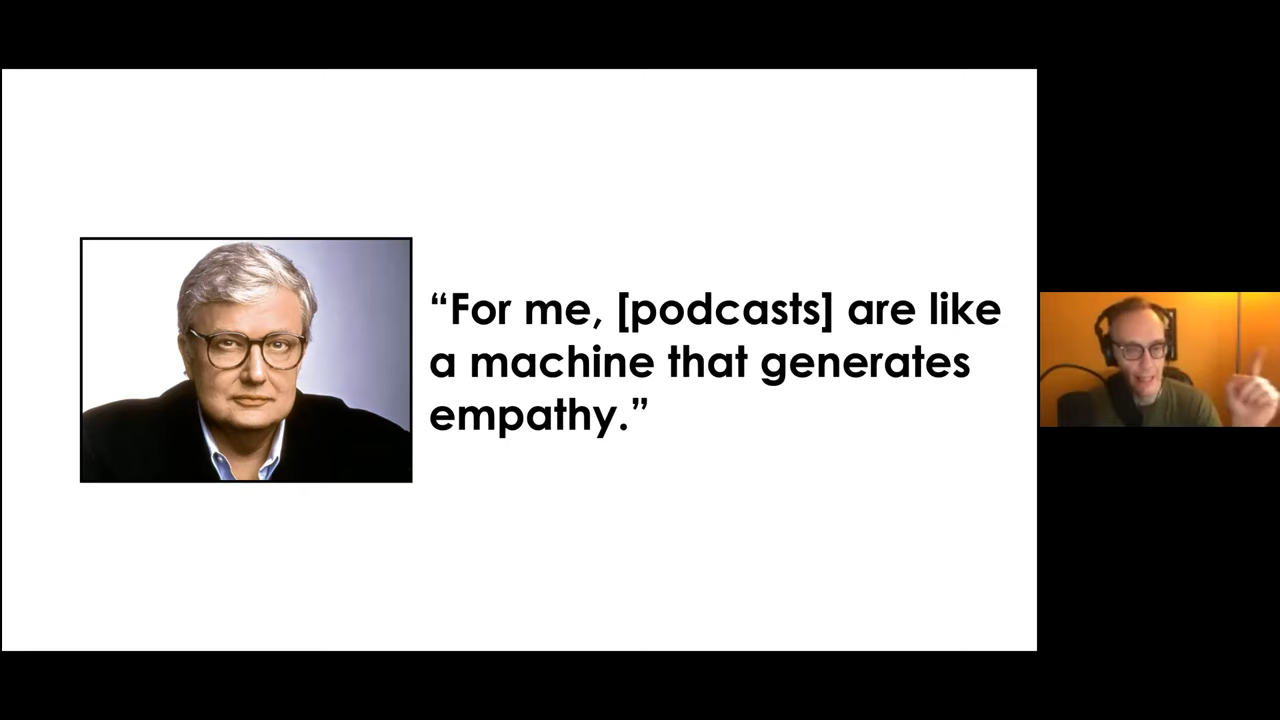 “For me, [podcasts] are like
a machine that generates
empathy.”